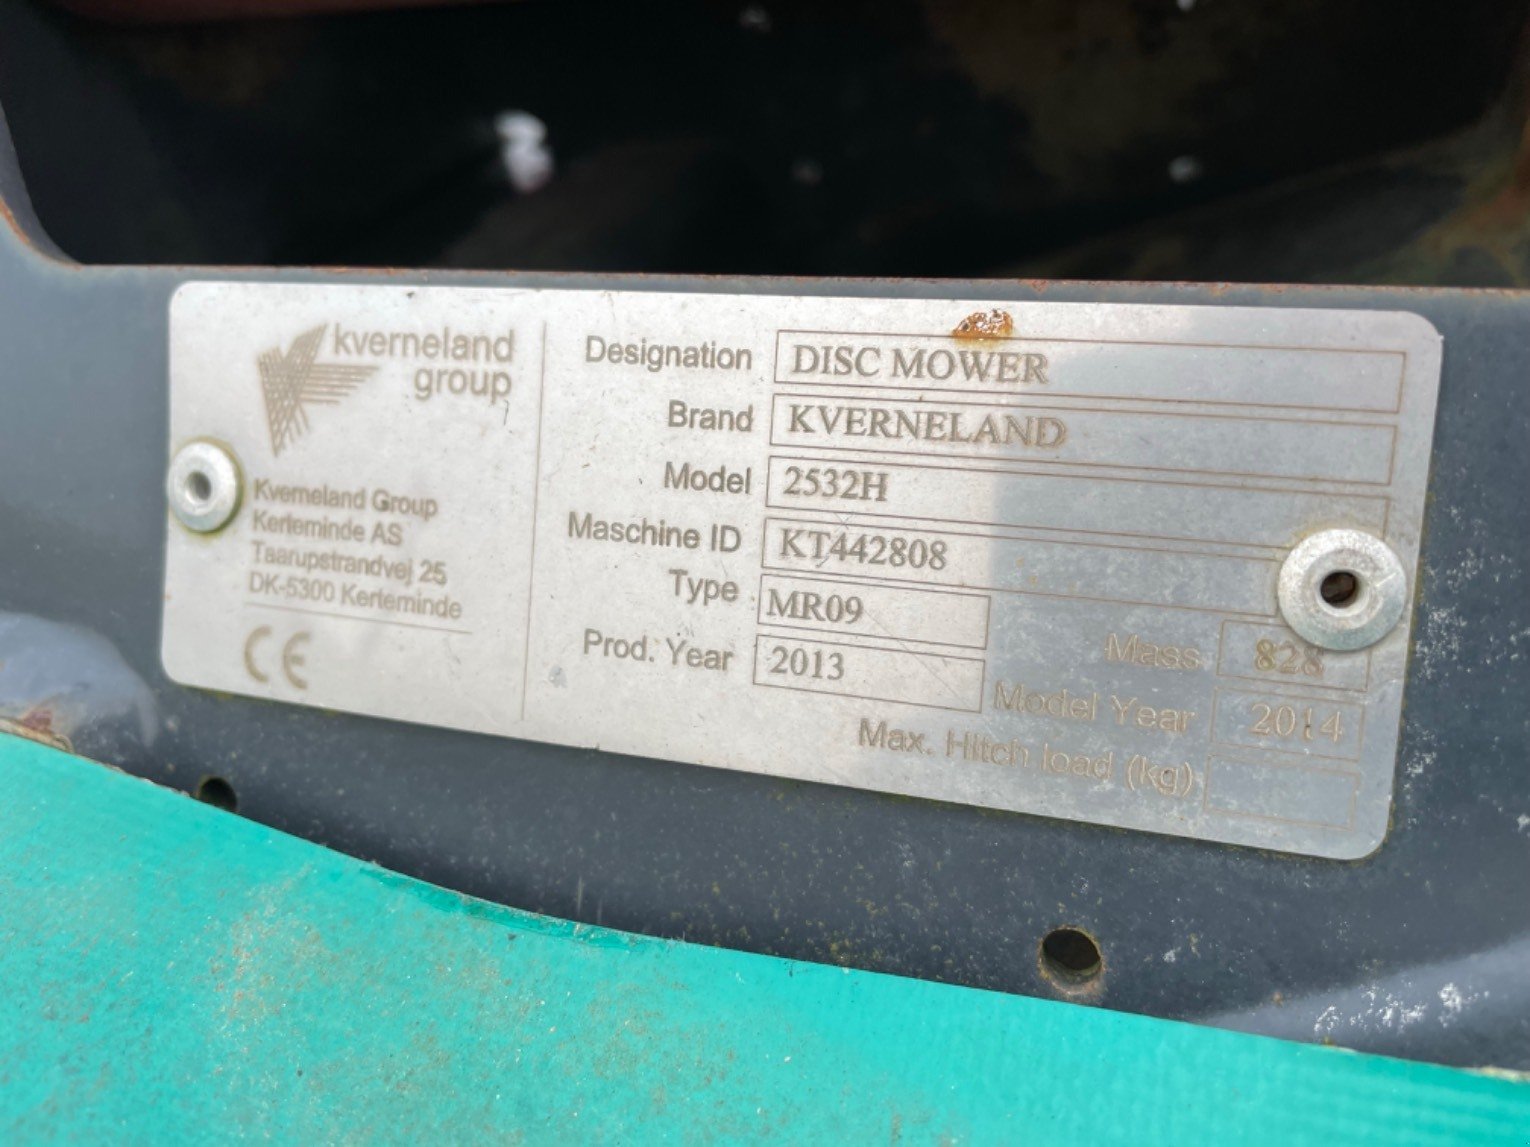 kverneland
group
Kverneland Group
Kerteminde AS
Taarupstrandvej 25
DK-5300 Kerteminde
CE
Designation DISC MOWER
Brand KVERNELAND
Model 2532H
Maschine ID KT442808
Type MR09
Prod. Year 2013
Mass 828
Model Year 2014
Max. Hitch load (kg)